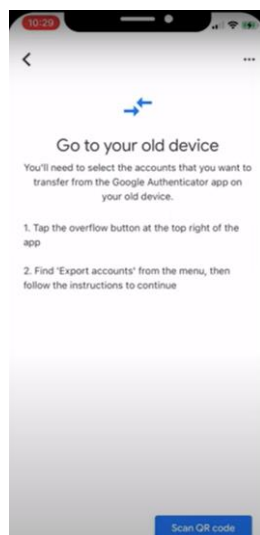 10:29
Go to your old device
You'll need to select the accounts that you want to
transfer from the Google Authenticator app on
your old device.
1. Tap the overflow button at the top right of the
app
2. Find 'Export accounts' from the menu, then
follow the instructions to continue
Scan QR code